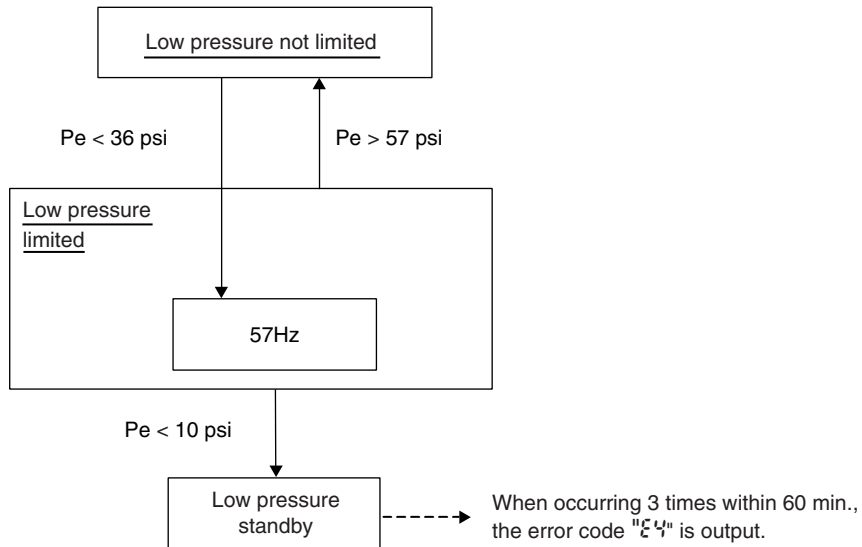 Low pressure not limited
Pe < 36 psi
Pe > 57 psi
Low pressure
limited
57Hz
Pe < 10 psi
Low pressure
standby
When occurring 3 times within 60 min.,
the error code "E4" is output.